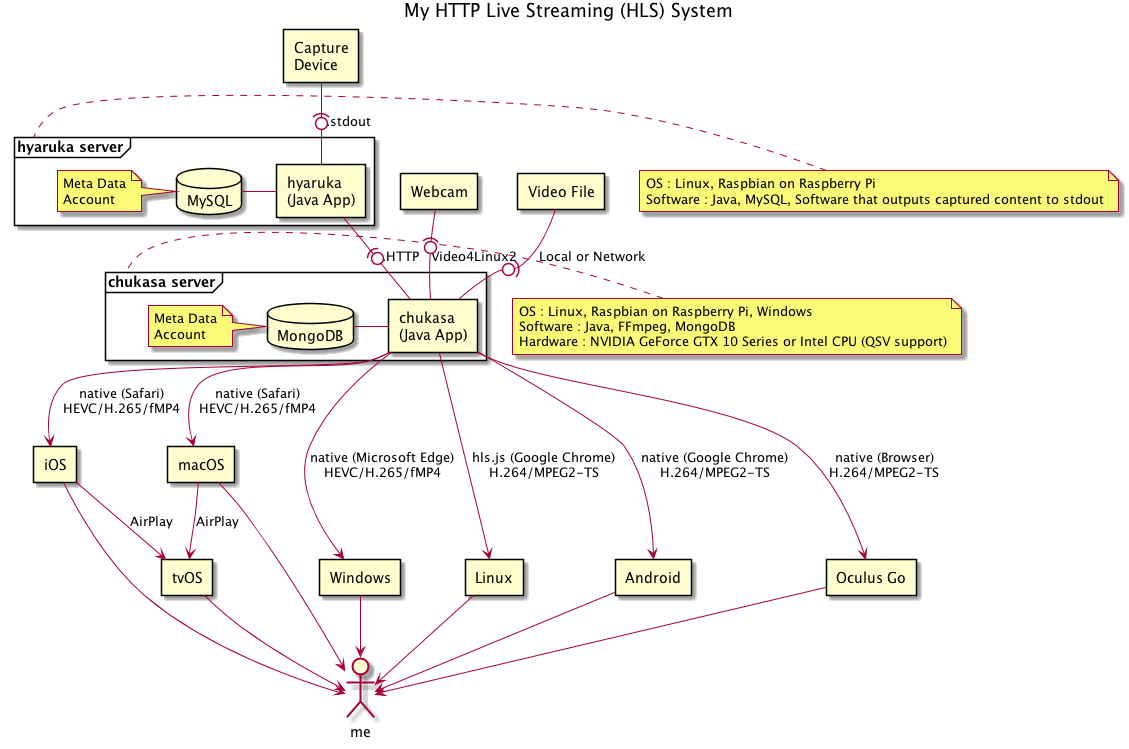 My HTTP Live Streaming (HLS) System
Capture
Device
stdout
hyaruka server
Meta Data
Account
MySQL
hyaruka
(Java App)
Webcam
Video File
OS : Linux, Raspbian on Raspberry Pi
Software : Java, MySQL, Software that outputs captured content to stdout
HTTP
Video4Linux2
Local or Network
chukasa server
Meta Data
Account
MongoDB
chukasa
(Java App)
OS : Linux, Raspbian on Raspberry Pi, Windows
Software : Java, FFmpeg, MongoDB
Hardware : NVIDIA GeForce GTX 10 Series or Intel CPU (QSV support)
native (Safari)
HEVC/H.265/fMP4
native (Safari)
HEVC/H.265/fMP4
iOS
macOS
native (Microsoft Edge)
HEVC/H.265/fMP4
hls.js (Google Chrome)
H.264/MPEG2-TS
native (Google Chrome)
H.264/MPEG2-TS
native (Browser)
H.264/MPEG2-TS
AirPlay
AirPlay
tvOS
Windows
Linux
Android
Oculus Go
me